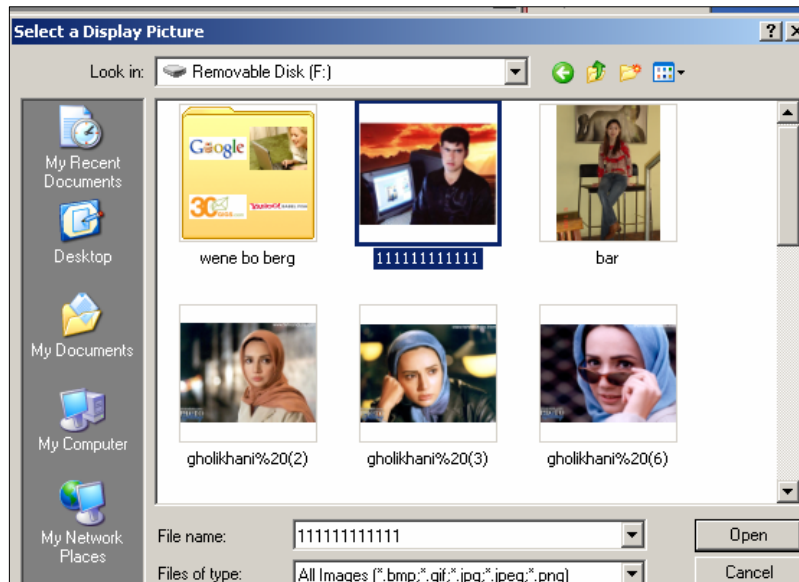 Select a Display Picture
Look in:
Removable Disk (F:)
My Recent
Documents
Desktop
My Documents
My Computer
My Network
Places
Google
30
YAHOO!
wene bo berg
111111111111
bar
gholikhani%20(2)
gholikhani%20(3)
gholikhani%20(6)
File name:
111111111111
Open
Files of type:
All Images (*.bmp;*.gif;*.jpg;*.jpeg;*.png)
Cancel